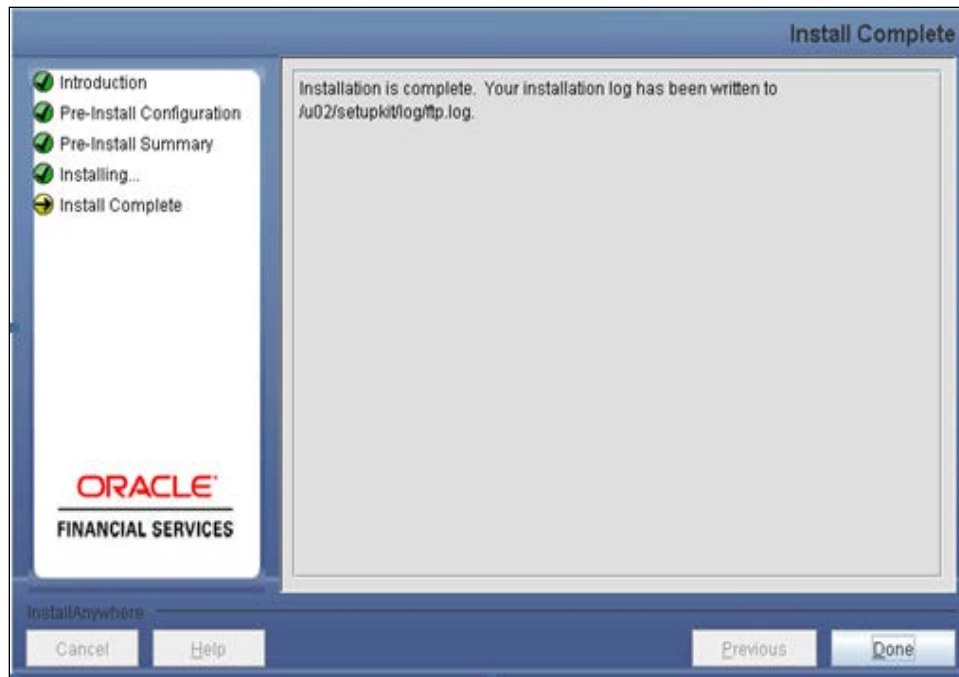 Install Complete
Introduction
Pre-Install Configuration
Pre-Install Summary
Installing...
Install Complete
Installation is complete. Your installation log has been written to
/u02/setupkit/log/ftp.log.
ORACLE
FINANCIAL SERVICES
InstallAnywhere
Cancel
Help
Previous
Done